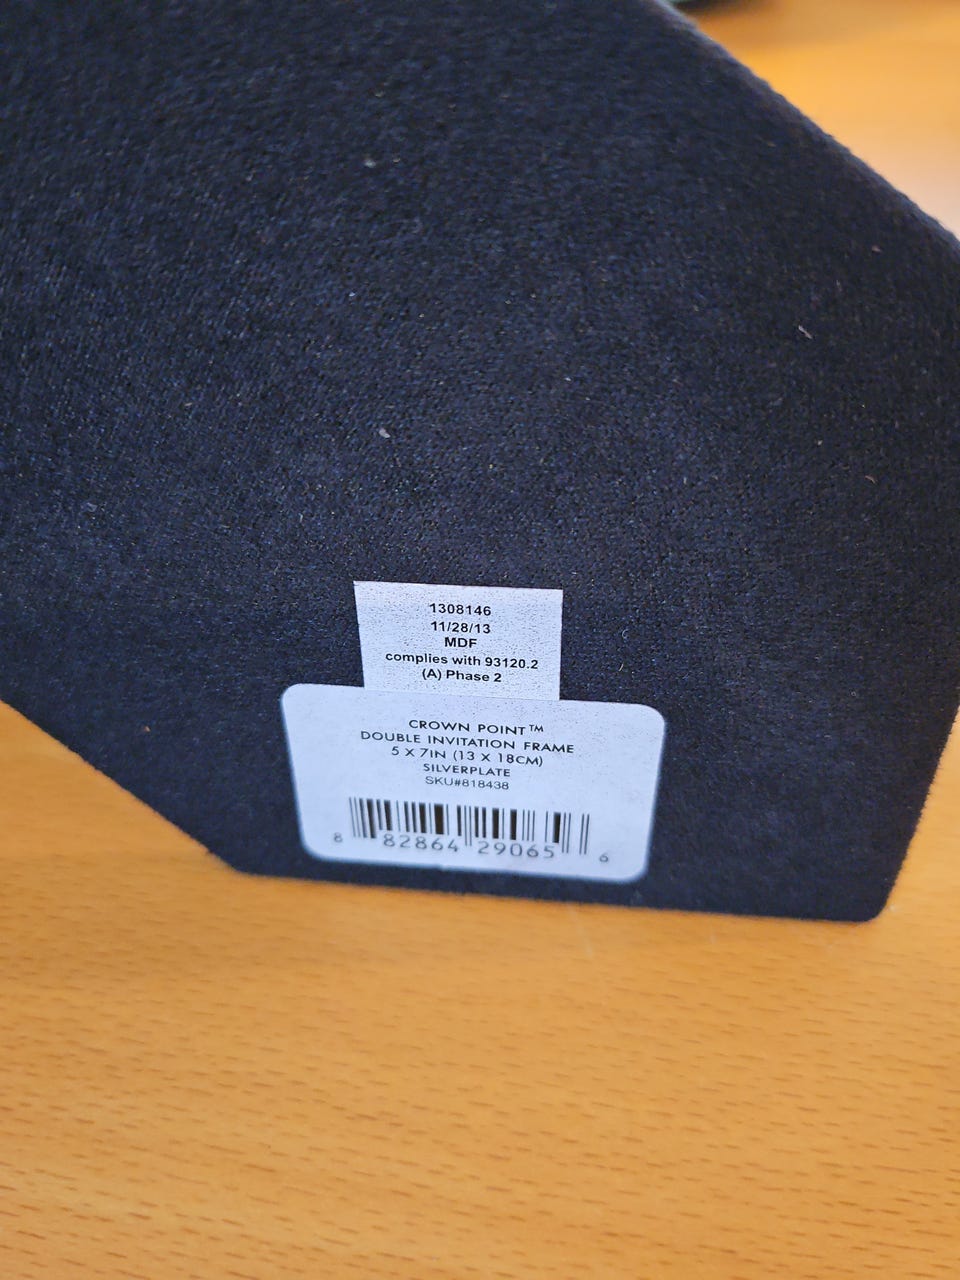 1308146
11/28/13
MDF
complies with 93120.2
(A) Phase 2
CROWN POINT™
DOUBLE INVITATION FRAME
5 X 7IN (13 X 18CM)
SILVERPLATE
SKU#818438
8 82864 29065 6